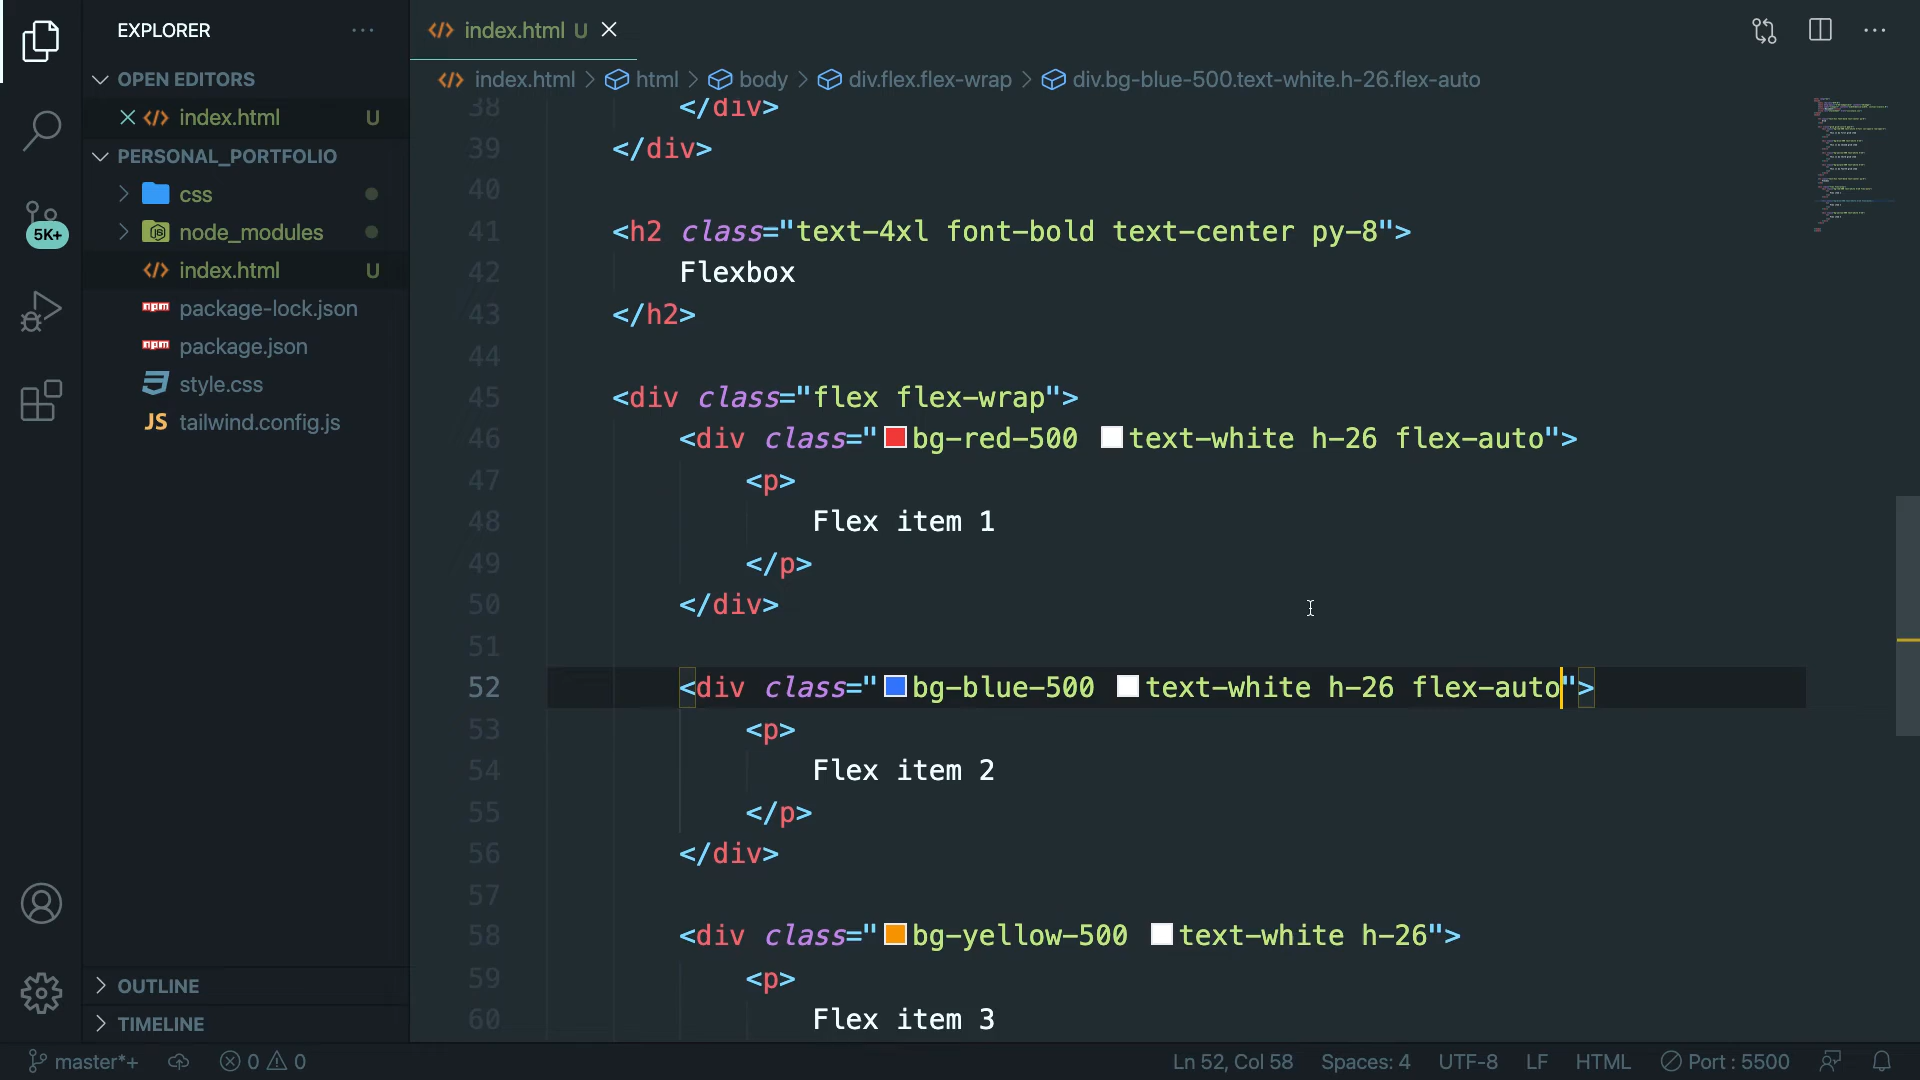 EXPLORER
OPEN EDITORS
index.html U
PERSONAL_PORTFOLIO
css
node_modules
index.html U
package-lock.json
package.json
style.css
JS tailwind.config.js
OUTLINE
TIMELINE
5K+
index.html U
index.html > html > body > div.flex.flex-wrap > div.bg-blue-500.text-white.h-26.flex-auto
38 </div>
39 </div>
40
41 <h2 class="text-4xl font-bold text-center py-8">
42 Flexbox
43 </h2>
44
45 <div class="flex flex-wrap">
46 <div class="bg-red-500 text-white h-26 flex-auto">
47 <p>
48 Flex item 1
49 </p>
50 </div>
51
52 <div class="bg-blue-500 text-white h-26 flex-auto">
53 <p>
54 Flex item 2
55 </p>
56 </div>
57
58 <div class="bg-yellow-500 text-white h-26">
59 <p>
60 Flex item 3
master*+ 0 0 Ln 52, Col 58 Spaces: 4 UTF-8 LF HTML Port : 5500